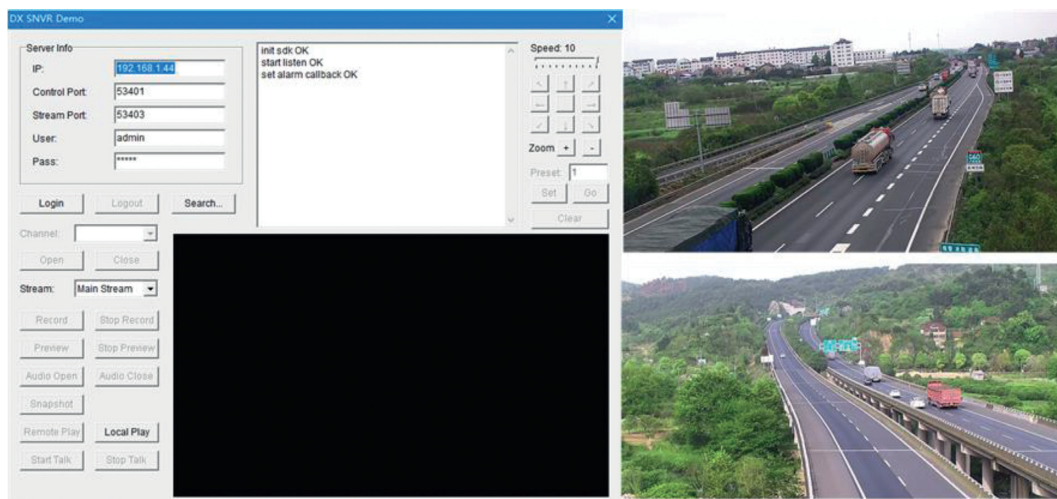 DX SNVR Demo
Server Info
IP: 192.168.1.44
Control Port: 53401
Stream Port: 53403
User: admin
Pass: *****
Login Logout Search...
init sdk OK
start listen OK
set alarm callback OK
Speed: 10
Zoom + -
Preset: 1
Set Go
Clear
Channel:
Open Close
Stream: Main Stream
Record Stop Record
Preview Stop Preview
Audio Open Audio Close
Snapshot
Remote Play Local Play
Start Talk Stop Talk
G60